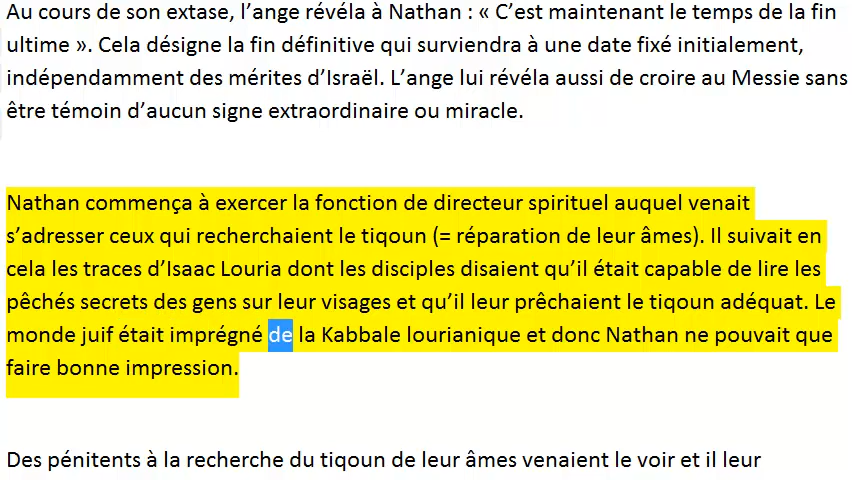 Au cours de son extase, l’ange révéla à Nathan : « C’est maintenant le temps de la fin
ultime ». Cela désigne la fin définitive qui surviendra à une date fixé initialement,
indépendamment des mérites d’Israël. L’ange lui révéla aussi de croire au Messie sans
être témoin d’aucun signe extraordinaire ou miracle.
Nathan commença à exercer la fonction de directeur spirituel auquel venait
s’adresser ceux qui recherchaient le tiqoun (= réparation de leur âmes). Il suivait en
cela les traces d’Isaac Louria dont les disciples disaient qu’il était capable de lire les
pêchés secrets des gens sur leur visages et qu’il leur prêchaient le tiqoun adéquat. Le
monde juif était imprégné de la Kabbale lourianique et donc Nathan ne pouvait que
faire bonne impression.
Des pénitents à la recherche du tiqoun de leur âmes venaient le voir et il leur